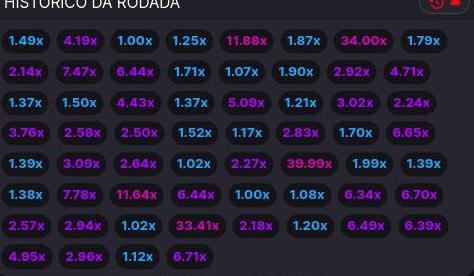 HISTÓRICO DA RODADA
1.49x 4.19x 1.00x 1.25x 11.88x 1.87x 34.00x 1.79x
2.14x 7.47x 6.44x 1.71x 1.07x 1.90x 2.92x 4.71x
1.37x 1.50x 4.43x 1.37x 5.09x 1.21x 3.02x 2.24x
3.76x 2.58x 2.50x 1.52x 1.17x 2.83x 1.70x 6.65x
1.39x 3.09x 2.64x 1.02x 2.27x 39.99x 1.99x 1.39x
1.38x 7.78x 11.64x 6.44x 1.00x 1.08x 6.34x 6.70x
2.57x 2.94x 1.02x 33.41x 2.18x 1.20x 6.49x 6.39x
4.95x 2.96x 1.12x 6.71x